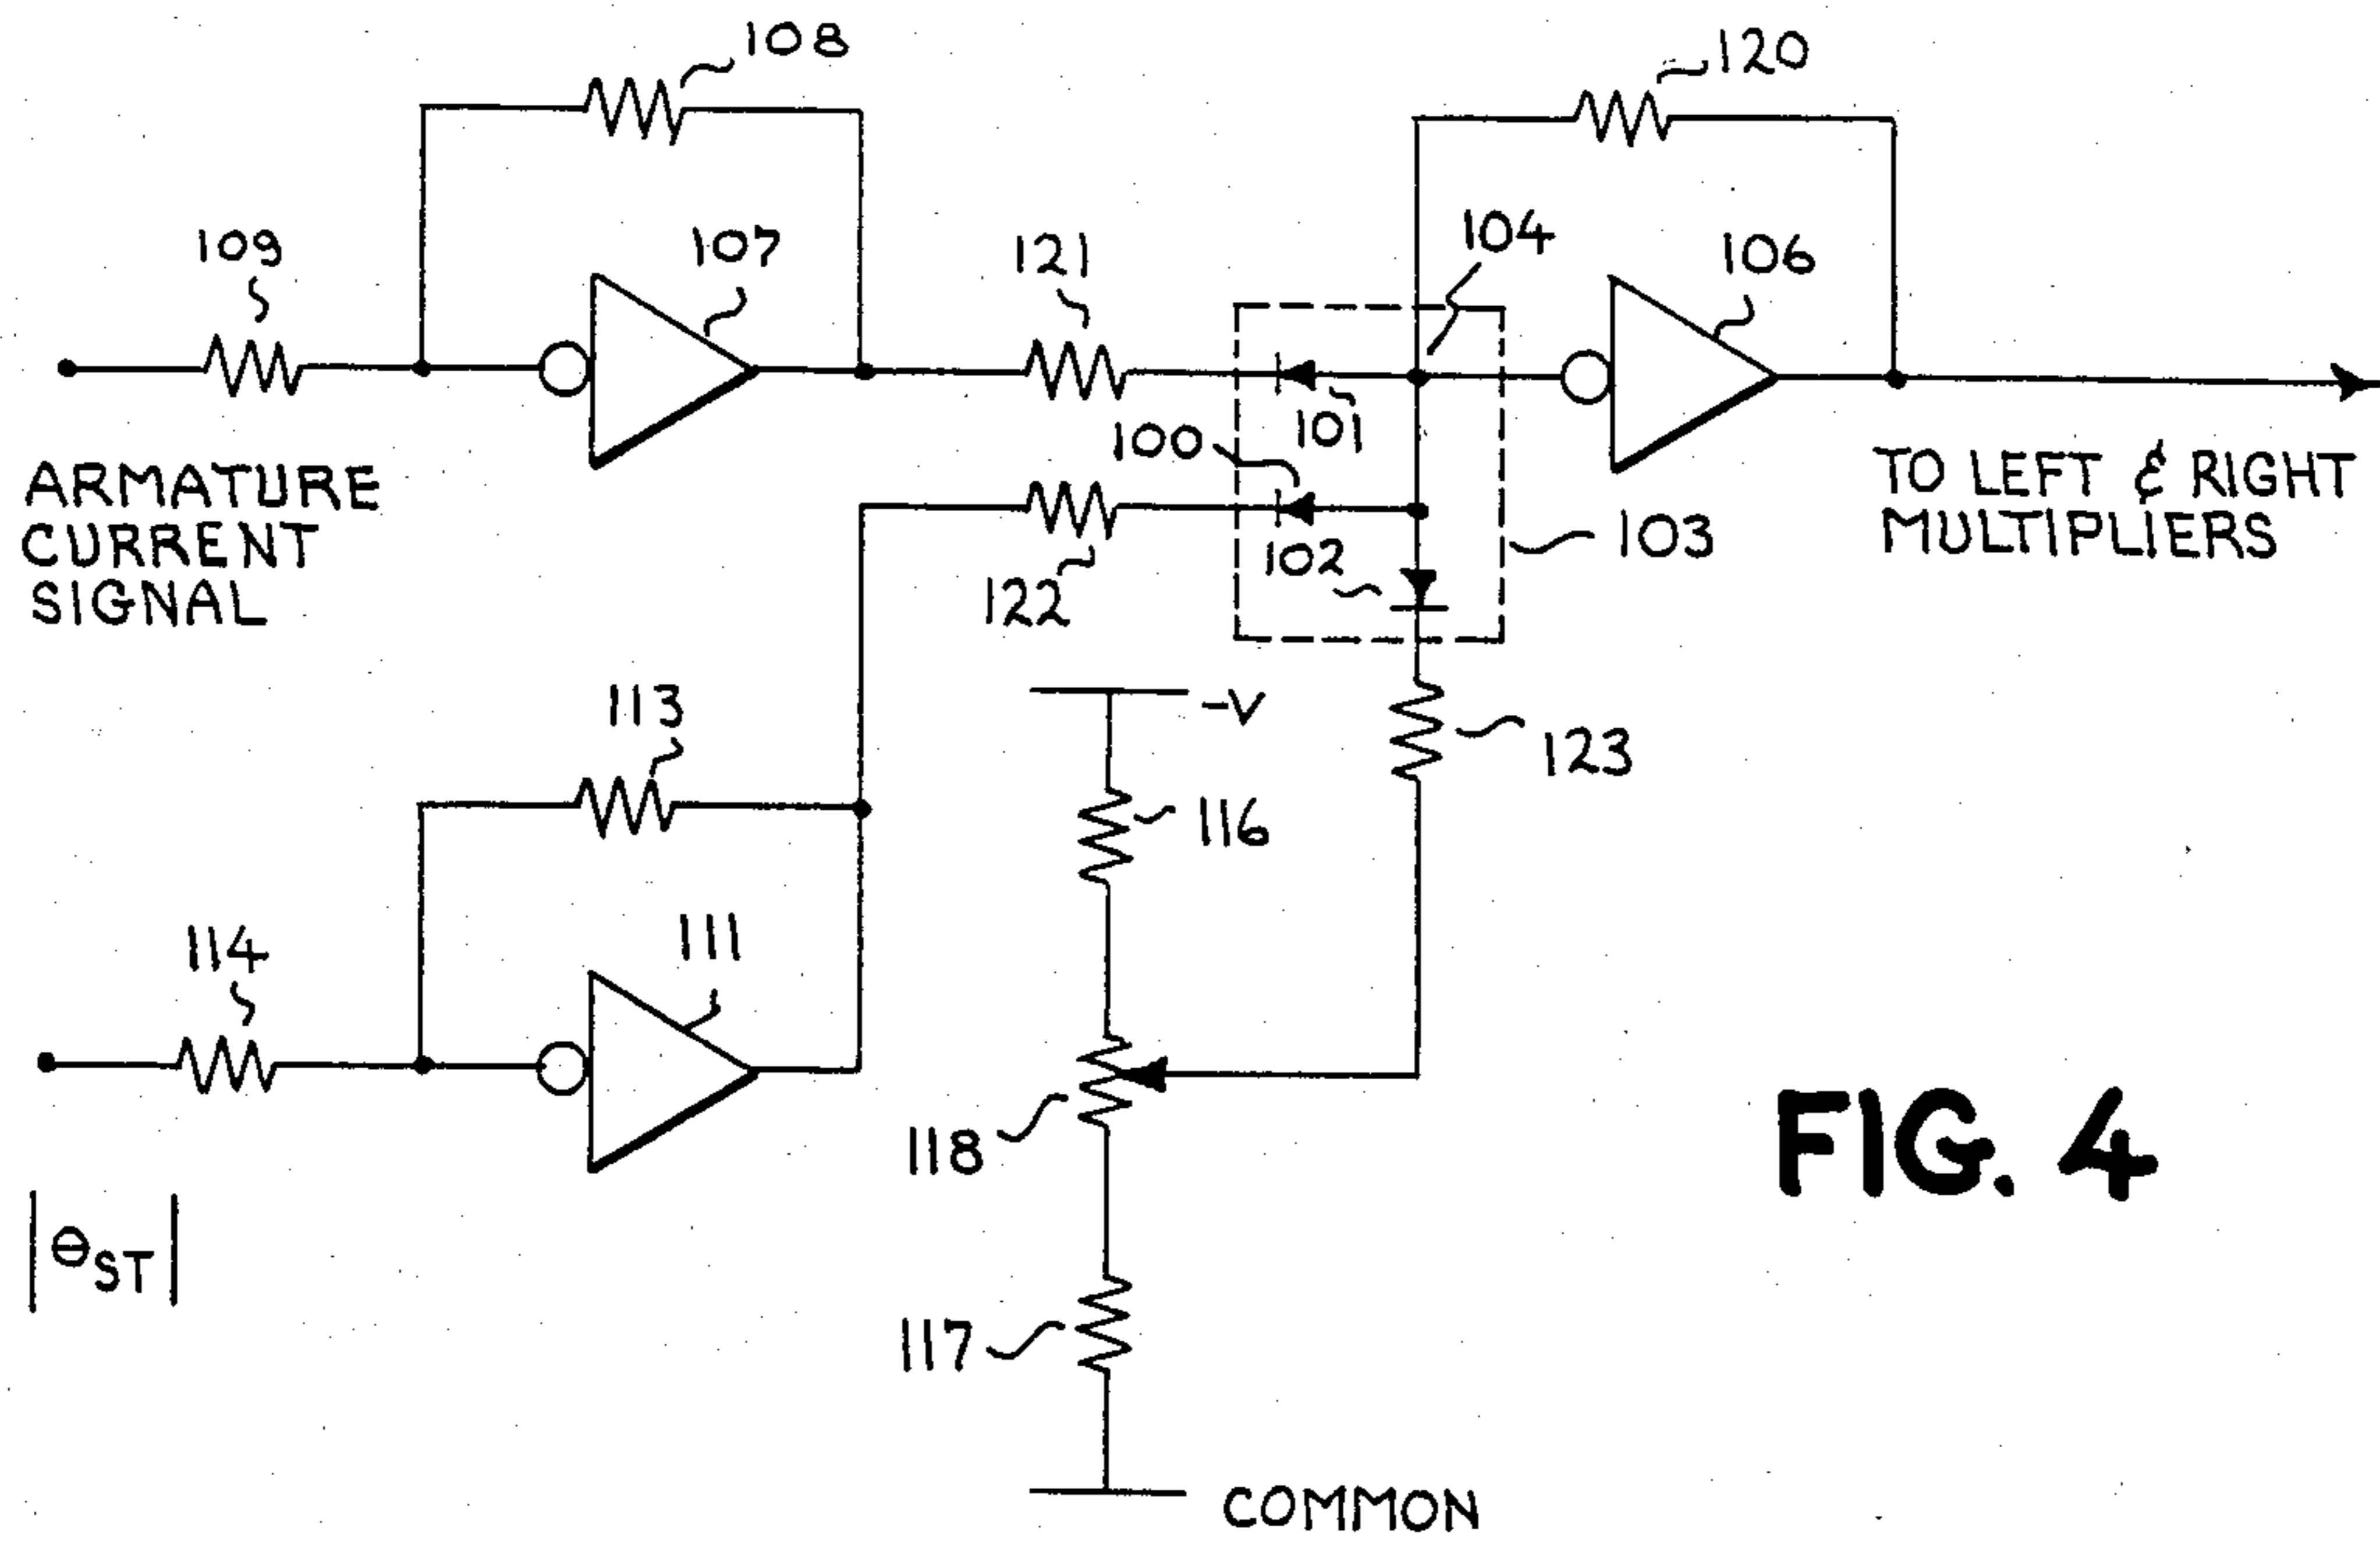 108
120
109
107
121
104
106
101
100
ARMATURE
CURRENT
SIGNAL
TO LEFT & RIGHT
MULTIPLIERS
102
103
122
113
-V
123
116
114
111
118
FIG. 4
|θST|
117
COMMON